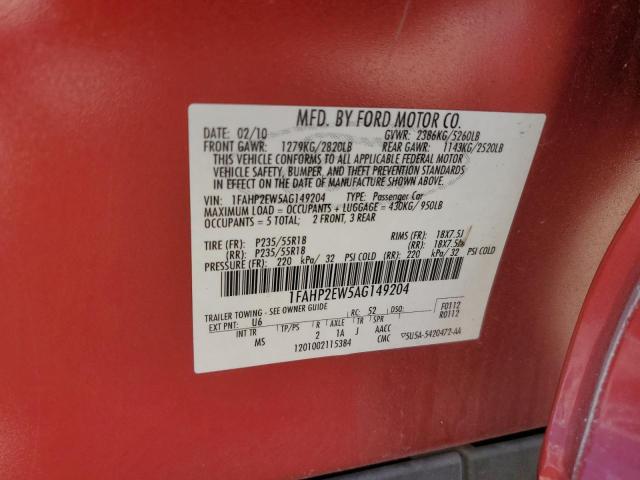 MFD. BY FORD MOTOR CO.
DATE: 02/10 GVWR: 2386KG/5260LB
FRONT GAWR: 1279KG/2820LB REAR GAWR: 1143KG/2520LB
THIS VEHICLE CONFORMS TO ALL APPLICABLE FEDERAL MOTOR
VEHICLE SAFETY, BUMPER, AND THEFT PREVENTION STANDARDS
IN EFFECT ON THE DATE OF MANUFACTURE SHOWN ABOVE.
VIN: 1FAHP2EW5AG149204 TYPE: Passenger Car
MAXIMUM LOAD = OCCUPANTS + LUGGAGE = 430KG/950LB
OCCUPANTS = 5 TOTAL: 2 FRONT, 3 REAR
TIRE (FR): P235/55R18 RIMS (FR): 18X7.5J
(RR): P235/55R18 (RR): 18X7.5J
PRESSURE (FR): 220 kPa/ 32 PSI COLD (RR): 220 kPa/ 32 PSI COLD
1FAHP2EW5AG149204
TRAILER TOWING - SEE OWNER GUIDE
EXT PNT: U6 RC: 52 DSO: F0112
R0112
INT TR TP/PS R AXLE TR SPR
MS 2 1A J AACC
1201002115384 CMC 5U5A-5420472-AA